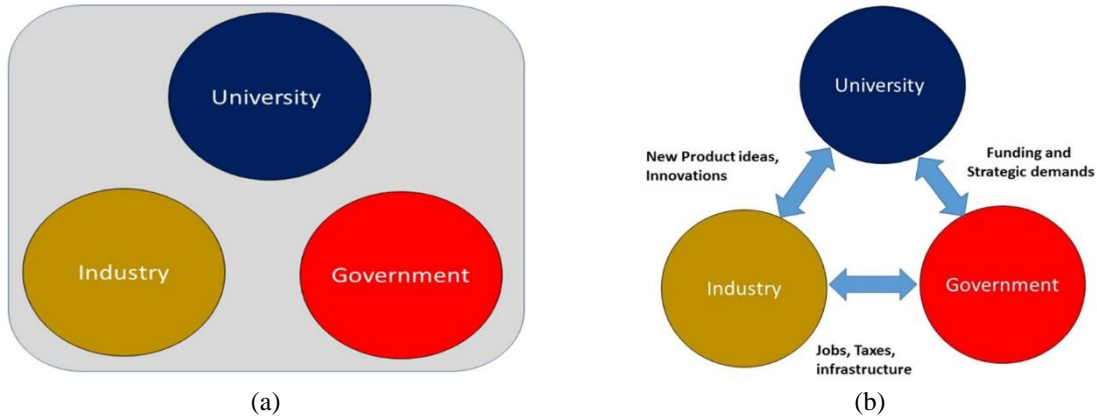 University
Industry
Government
(a)
University
New Product ideas,
Innovations
Funding and
Strategic demands
Industry
Government
Jobs, Taxes,
infrastructure
(b)